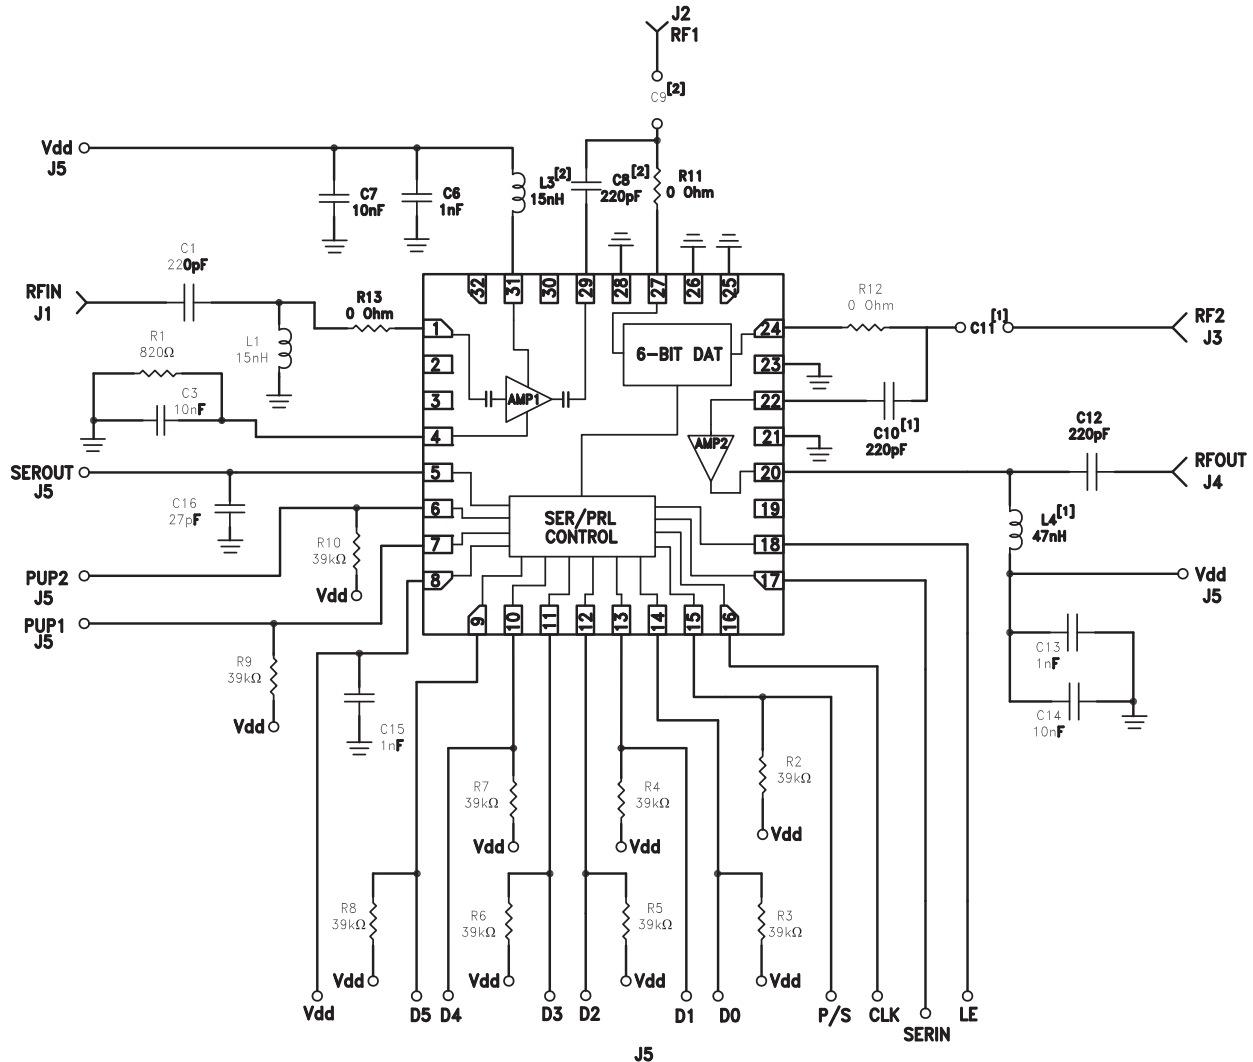 J2
RF1
C9[2]
Vdd
J5
C7
10nF
C6
1nF
L3[2]
15nH
C8[2]
220pF
R11
0 Ohm
C1
220pF
RFIN
J1
R13
0 Ohm
L1
15nH
R1
820Ω
C3
10nF
32
31
30
29
28
27
26
25
1
2
3
4
5
6
7
8
AMP1
6-BIT DAT
AMP2
SER/PRL
CONTROL
24
23
22
21
20
19
18
17
9
10
11
12
13
14
15
16
R12
0 Ohm
C11[1]
RF2
J3
C10[1]
220pF
C12
220pF
RFOUT
J4
L4[1]
47nH
Vdd
J5
C13
1nF
C14
10nF
SEROUT
J5
C16
27pF
R10
39kΩ
Vdd
PUP2
J5
PUP1
J5
R9
39kΩ
Vdd
C15
1nF
R7
39kΩ
Vdd
R4
39kΩ
Vdd
R2
39kΩ
Vdd
R8
39kΩ
Vdd
R6
39kΩ
Vdd
R5
39kΩ
Vdd
R3
39kΩ
Vdd
Vdd
D5
D4
D3
D2
D1
D0
P/S
CLK
SERIN
LE
J5